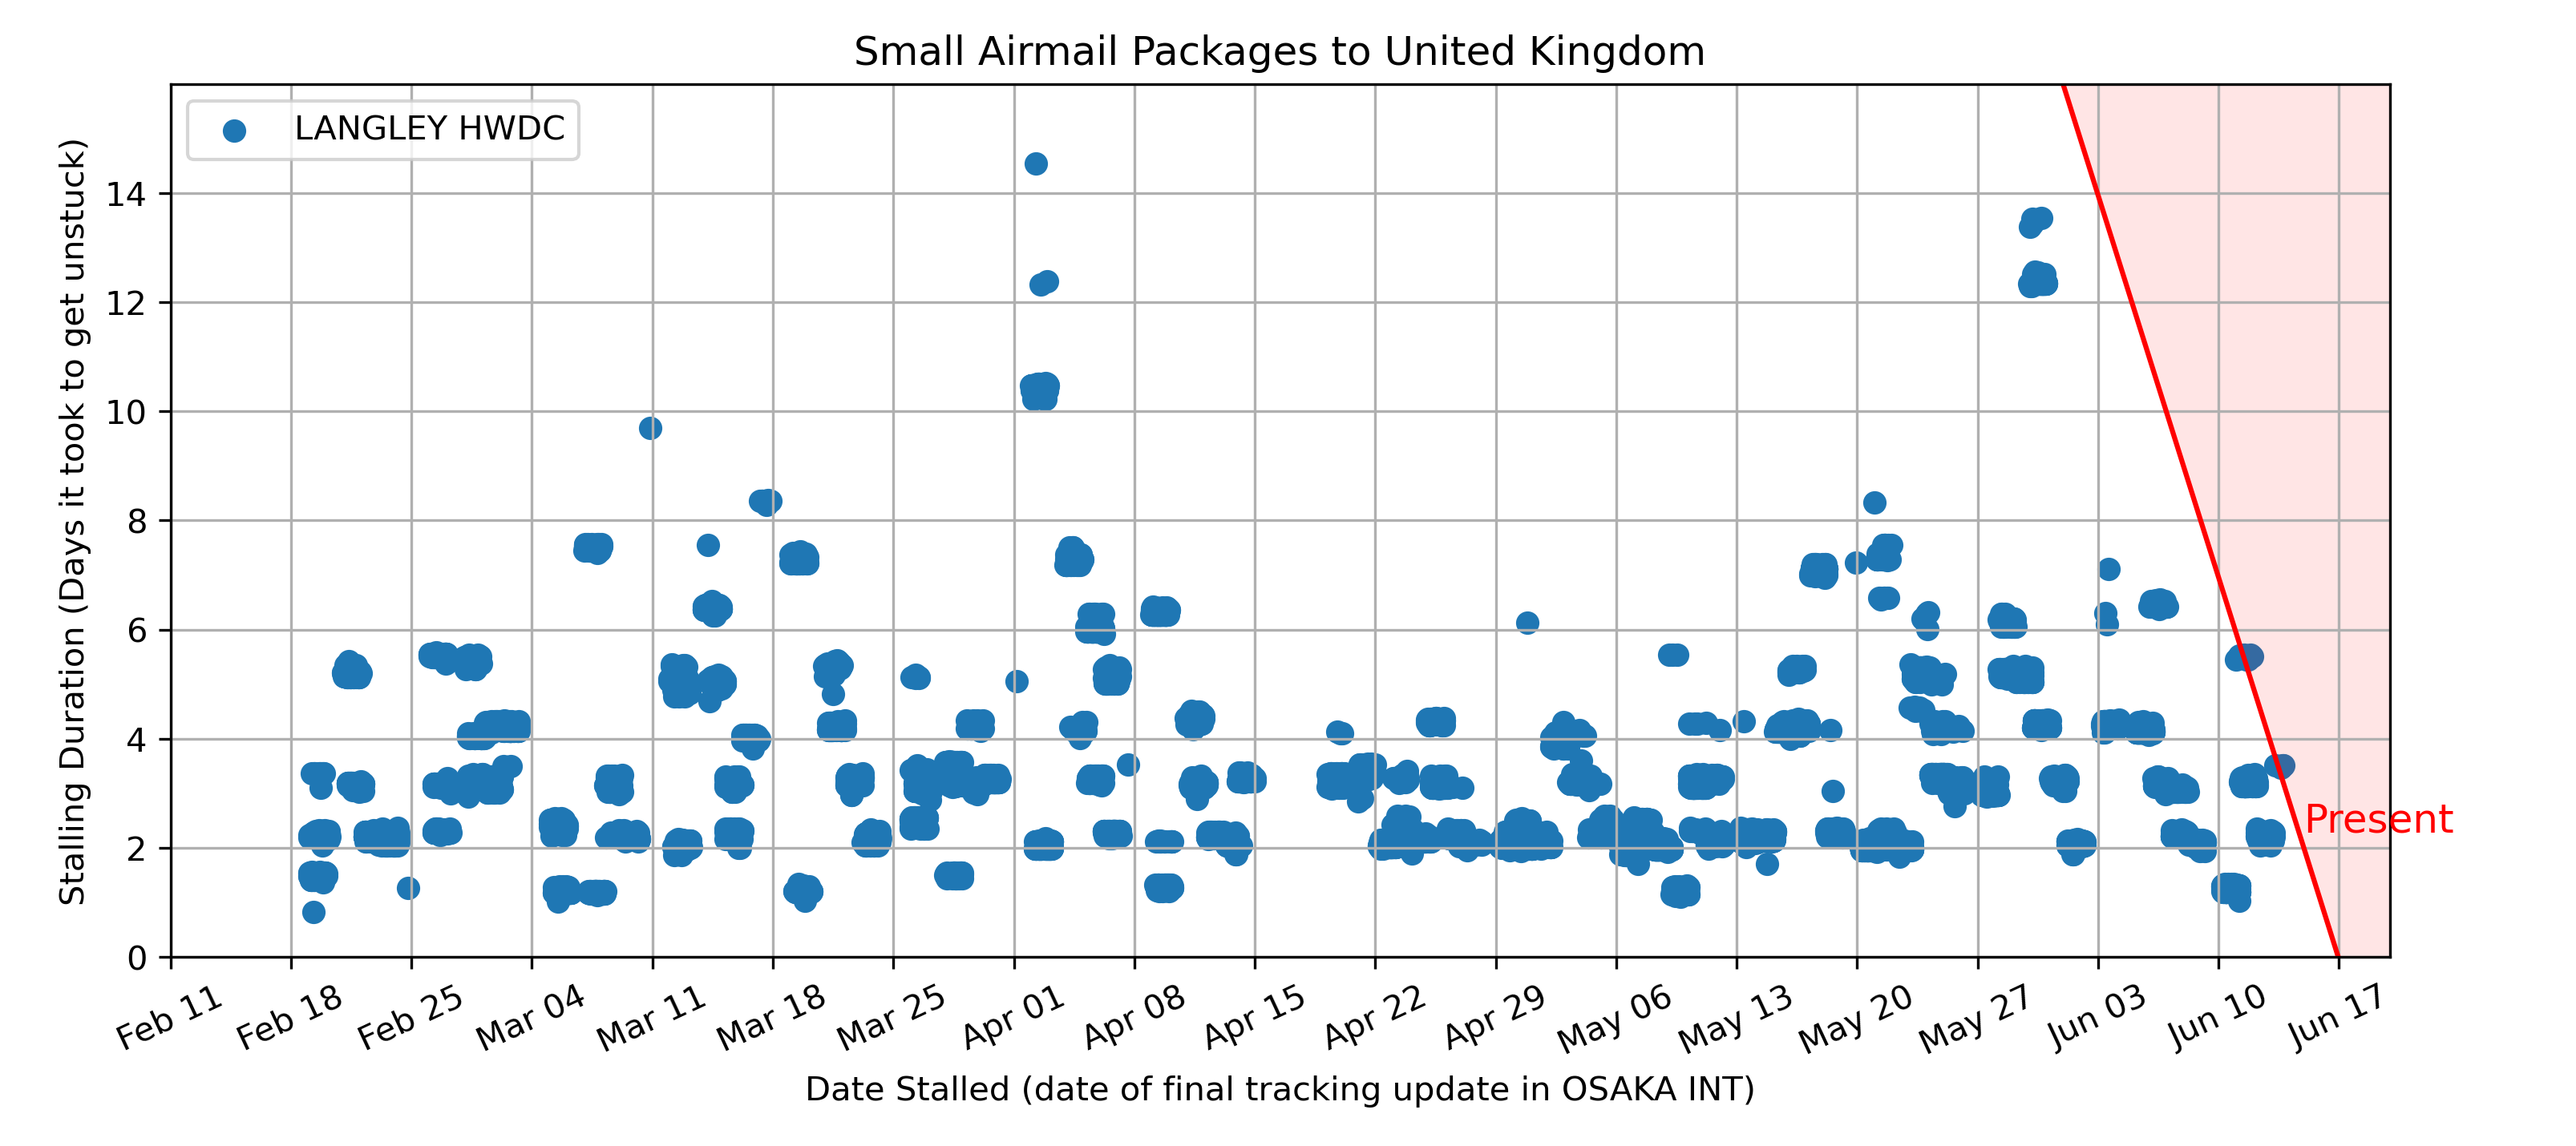 Small Airmail Packages to United Kingdom
LANGLEY HWDC
Stalling Duration (Days it took to get unstuck)
14
12
10
8
6
4
2
0
Present
Feb 11 Feb 18 Feb 25 Mar 04 Mar 11 Mar 18 Mar 25 Apr 01 Apr 08 Apr 15 Apr 22 Apr 29 May 06 May 13 May 20 May 27 Jun 03 Jun 10 Jun 17
Date Stalled (date of final tracking update in OSAKA INT)